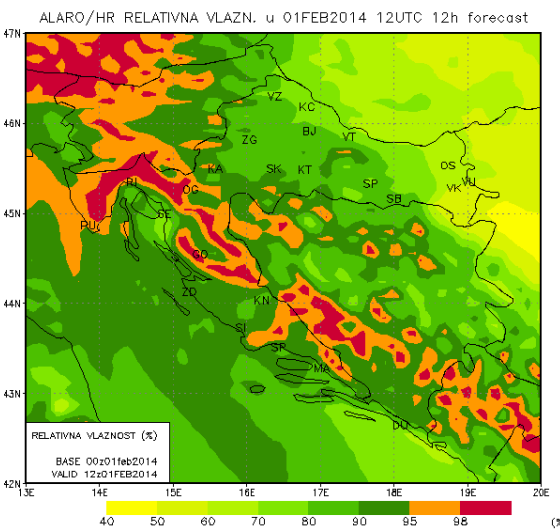 ALARO/HR RELATIVNA VLAZN. u 01FEB2014 12UTC 12h forecast
47N
VZ
KC
46N
BJ
ZG
VT
OS
KA
SK
KT
RI
SP
VU
OG
VK
SB
45N
SE
PU
GO
ZD
44N
KN
SI
SP
MA
43N
DU
RELATIVNA VLAZNOST (%)
BASE 00z01feb2014
VALID 12z01FEB2014
42N
13E 14E 15E 16E 17E 18E 19E 20E
40 50 60 70 80 90 95 98